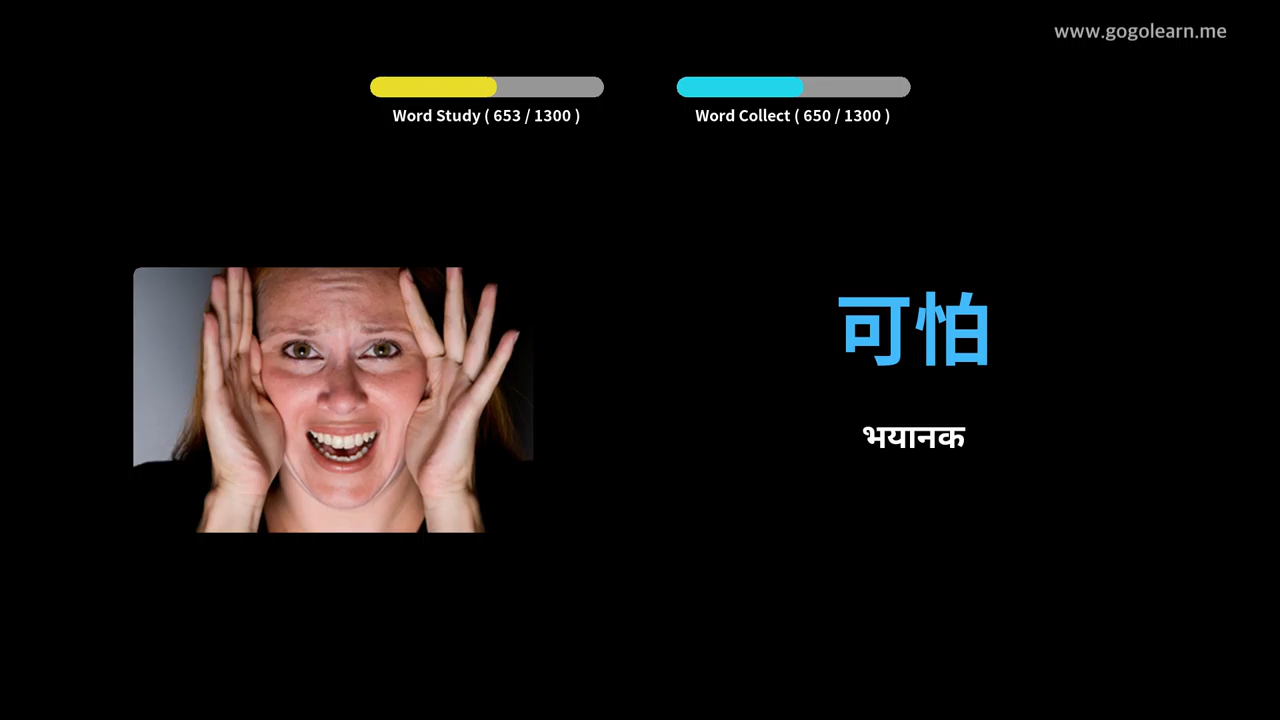 www.gogolearn.me
Word Study ( 653 / 1300 )
Word Collect ( 650 / 1300 )
可怕
भयानक